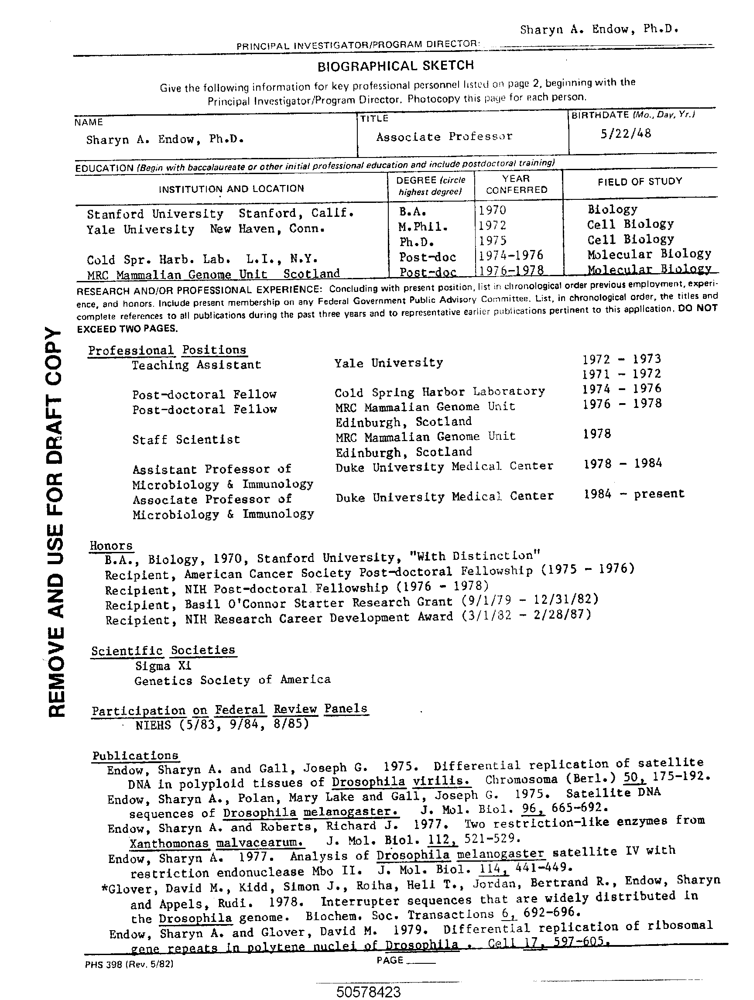 Sharyn A. Endow, Ph.D.
PRINCIPAL INVESTIGATOR/PROGRAM DIRECTOR:
BIOGRAPHICAL SKETCH
Give the following information for key professional personnel listed on page 2, beginning with the
Principal Investigator/Program Director. Photocopy this page for each person.
NAME TITLE BIRTHDATE (Mo., Day, Yr.)
Sharyn A. Endow, Ph.D. Associate Professor 5/22/48
EDUCATION (Begin with baccalaureate or other initial professional education and include postdoctoral training)
INSTITUTION AND LOCATION DEGREE (circle highest degree) YEAR CONFERRED FIELD OF STUDY
Stanford University Stanford, Calif. B.A. 1970 Biology
Yale University New Haven, Conn. M.Phil. 1972 Cell Biology
Ph.D. 1975 Cell Biology
Cold Spr. Harb. Lab. L.I., N.Y. Post-doc 1974-1976 Molecular Biology
MRC Mammalian Genome Unit Scotland Post-doc 1976-1978 Molecular Biology
RESEARCH AND/OR PROFESSIONAL EXPERIENCE: Concluding with present position, list in chronological order previous employment, experi-
ence, and honors. Include present membership on any Federal Government Public Advisory Committee. List, in chronological order, the titles and
complete references to all publications during the past three years and to representative earlier publications pertinent to this application. DO NOT
EXCEED TWO PAGES.
REMOVE AND USE FOR DRAFT COPY
Professional Positions
Teaching Assistant Yale University 1972 - 1973
1971 - 1972
Post-doctoral Fellow Cold Spring Harbor Laboratory 1974 - 1976
Post-doctoral Fellow MRC Mammalian Genome Unit 1976 - 1978
Edinburgh, Scotland
Staff Scientist MRC Mammalian Genome Unit 1978
Edinburgh, Scotland
Assistant Professor of Duke University Medical Center 1978 - 1984
Microbiology & Immunology
Associate Professor of Duke University Medical Center 1984 - present
Microbiology & Immunology
Honors
B.A., Biology, 1970, Stanford University, "With Distinction"
Recipient, American Cancer Society Post-doctoral Fellowship (1975 - 1976)
Recipient, NIH Post-doctoral Fellowship (1976 - 1978)
Recipient, Basil O'Connor Starter Research Grant (9/1/79 - 12/31/82)
Recipient, NIH Research Career Development Award (3/1/82 - 2/28/87)
Scientific Societies
Sigma Xi
Genetics Society of America
Participation on Federal Review Panels
NIEHS (5/83, 9/84, 8/85)
Publications
Endow, Sharyn A. and Gall, Joseph G. 1975. Differential replication of satellite
DNA in polyploid tissues of Drosophila virilis. Chromosoma (Berl.) 50, 175-192.
Endow, Sharyn A., Polan, Mary Lake and Gall, Joseph G. 1975. Satellite DNA
sequences of Drosophila melanogaster. J. Mol. Biol. 96, 665-692.
Endow, Sharyn A. and Roberts, Richard J. 1977. Two restriction-like enzymes from
Xanthomonas malvacearum. J. Mol. Biol. 112, 521-529.
Endow, Sharyn A. 1977. Analysis of Drosophila melanogaster satellite IV with
restriction endonuclease Mbo II. J. Mol. Biol. 114, 441-449.
*Glover, David M., Kidd, Simon J., Roiha, Heli T., Jordan, Bertrand R., Endow, Sharyn
and Appels, Rudi. 1978. Interrupter sequences that are widely distributed in
the Drosophila genome. Biochem. Soc. Transactions 6, 692-696.
Endow, Sharyn A. and Glover, David M. 1979. Differential replication of ribosomal
gene repeats in polytene nuclei of Drosophila . Cell 17, 597-605.
PHS 398 (Rev. 5/82) PAGE
50578423